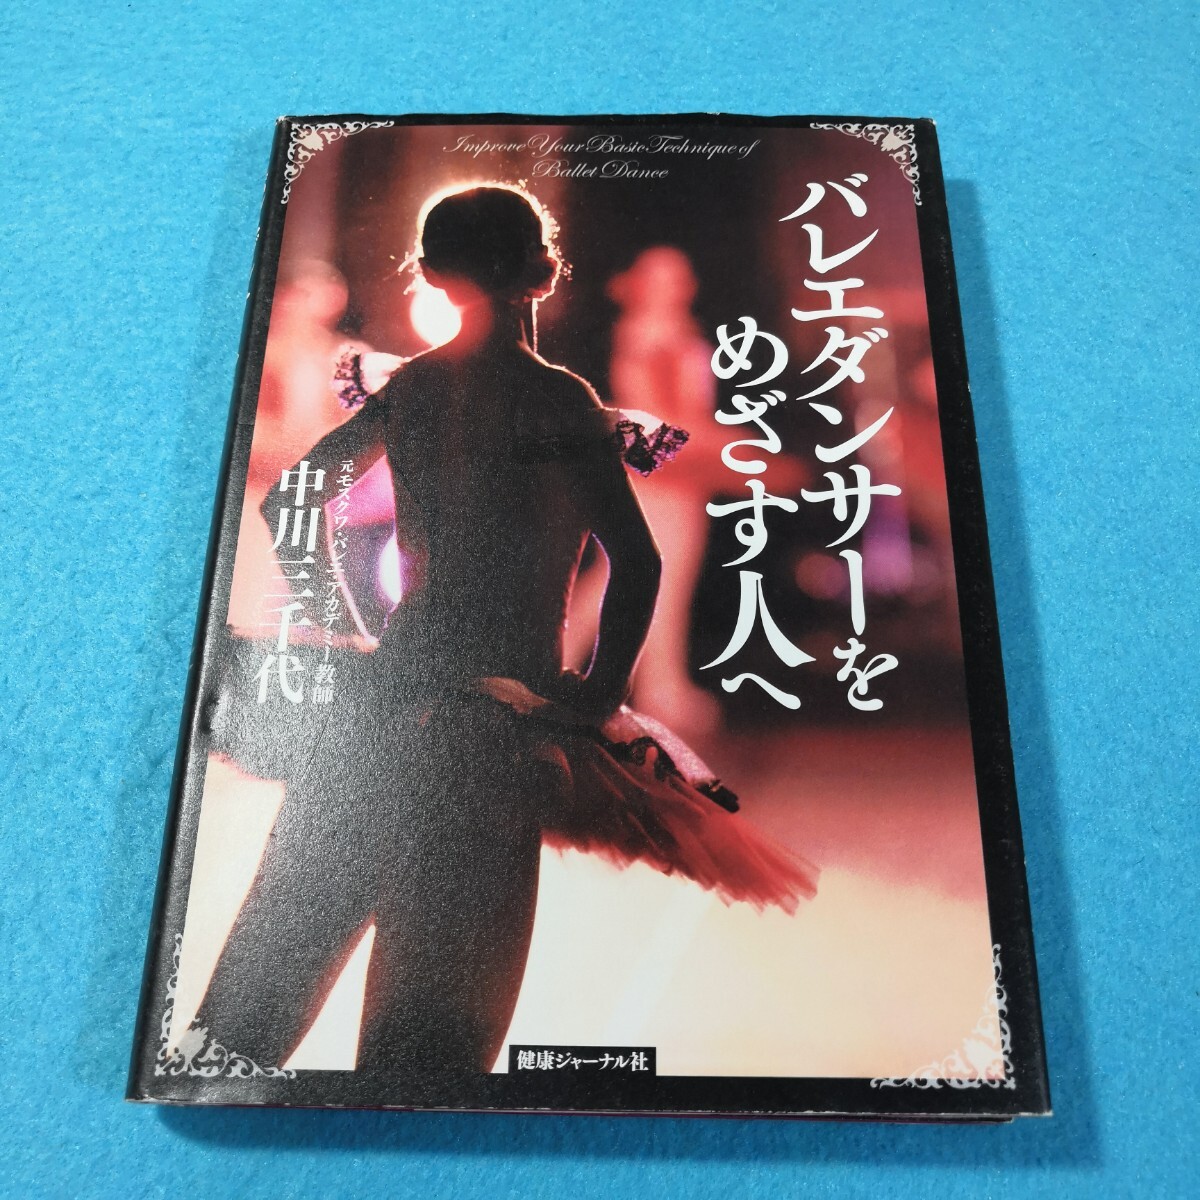 Improve Your Basic Technique of
Ballet Dance
バレエダンサーを
めざす人へ
元モスクワ・バレエ・アカデミー教師
中川三千代
健康ジャーナル社